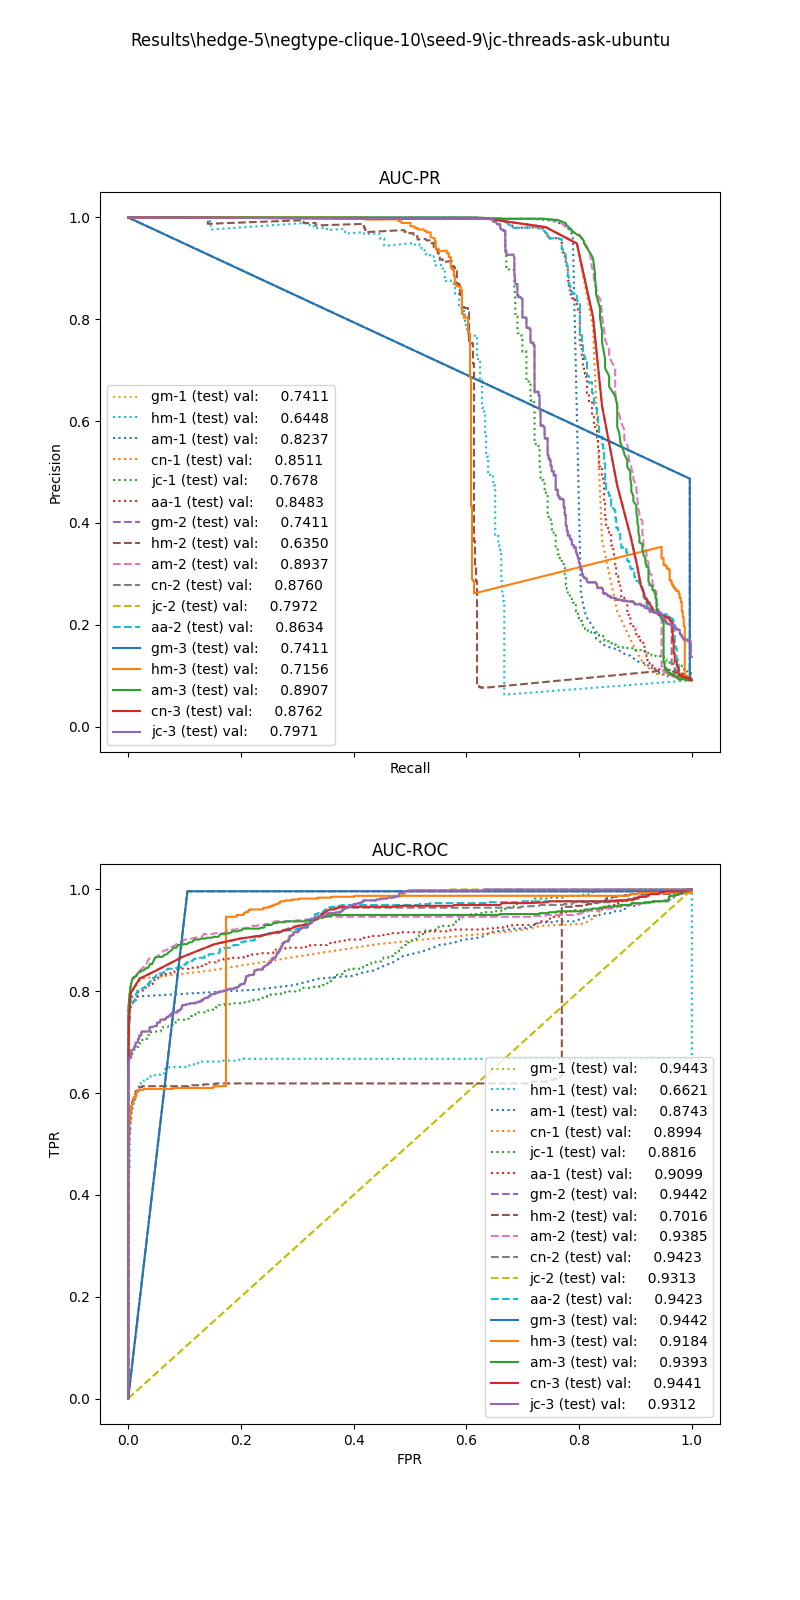 Results\hedge-5\negtype-clique-10\seed-9\jc-threads-ask-ubuntu
AUC-PR
1.0
0.8
0.6
0.4
0.2
0.0
Precision
gm-1 (test) val: 0.7411
hm-1 (test) val: 0.6448
am-1 (test) val: 0.8237
cn-1 (test) val: 0.8511
jc-1 (test) val: 0.7678
aa-1 (test) val: 0.8483
gm-2 (test) val: 0.7411
hm-2 (test) val: 0.6350
am-2 (test) val: 0.8937
cn-2 (test) val: 0.8760
jc-2 (test) val: 0.7972
aa-2 (test) val: 0.8634
gm-3 (test) val: 0.7411
hm-3 (test) val: 0.7156
am-3 (test) val: 0.8907
cn-3 (test) val: 0.8762
jc-3 (test) val: 0.7971
Recall
AUC-ROC
1.0
0.8
0.6
0.4
0.2
0.0
TPR
gm-1 (test) val: 0.9443
hm-1 (test) val: 0.6621
am-1 (test) val: 0.8743
cn-1 (test) val: 0.8994
jc-1 (test) val: 0.8816
aa-1 (test) val: 0.9099
gm-2 (test) val: 0.9442
hm-2 (test) val: 0.7016
am-2 (test) val: 0.9385
cn-2 (test) val: 0.9423
jc-2 (test) val: 0.9313
aa-2 (test) val: 0.9423
gm-3 (test) val: 0.9442
hm-3 (test) val: 0.9184
am-3 (test) val: 0.9393
cn-3 (test) val: 0.9441
jc-3 (test) val: 0.9312
0.0 0.2 0.4 0.6 0.8 1.0
FPR